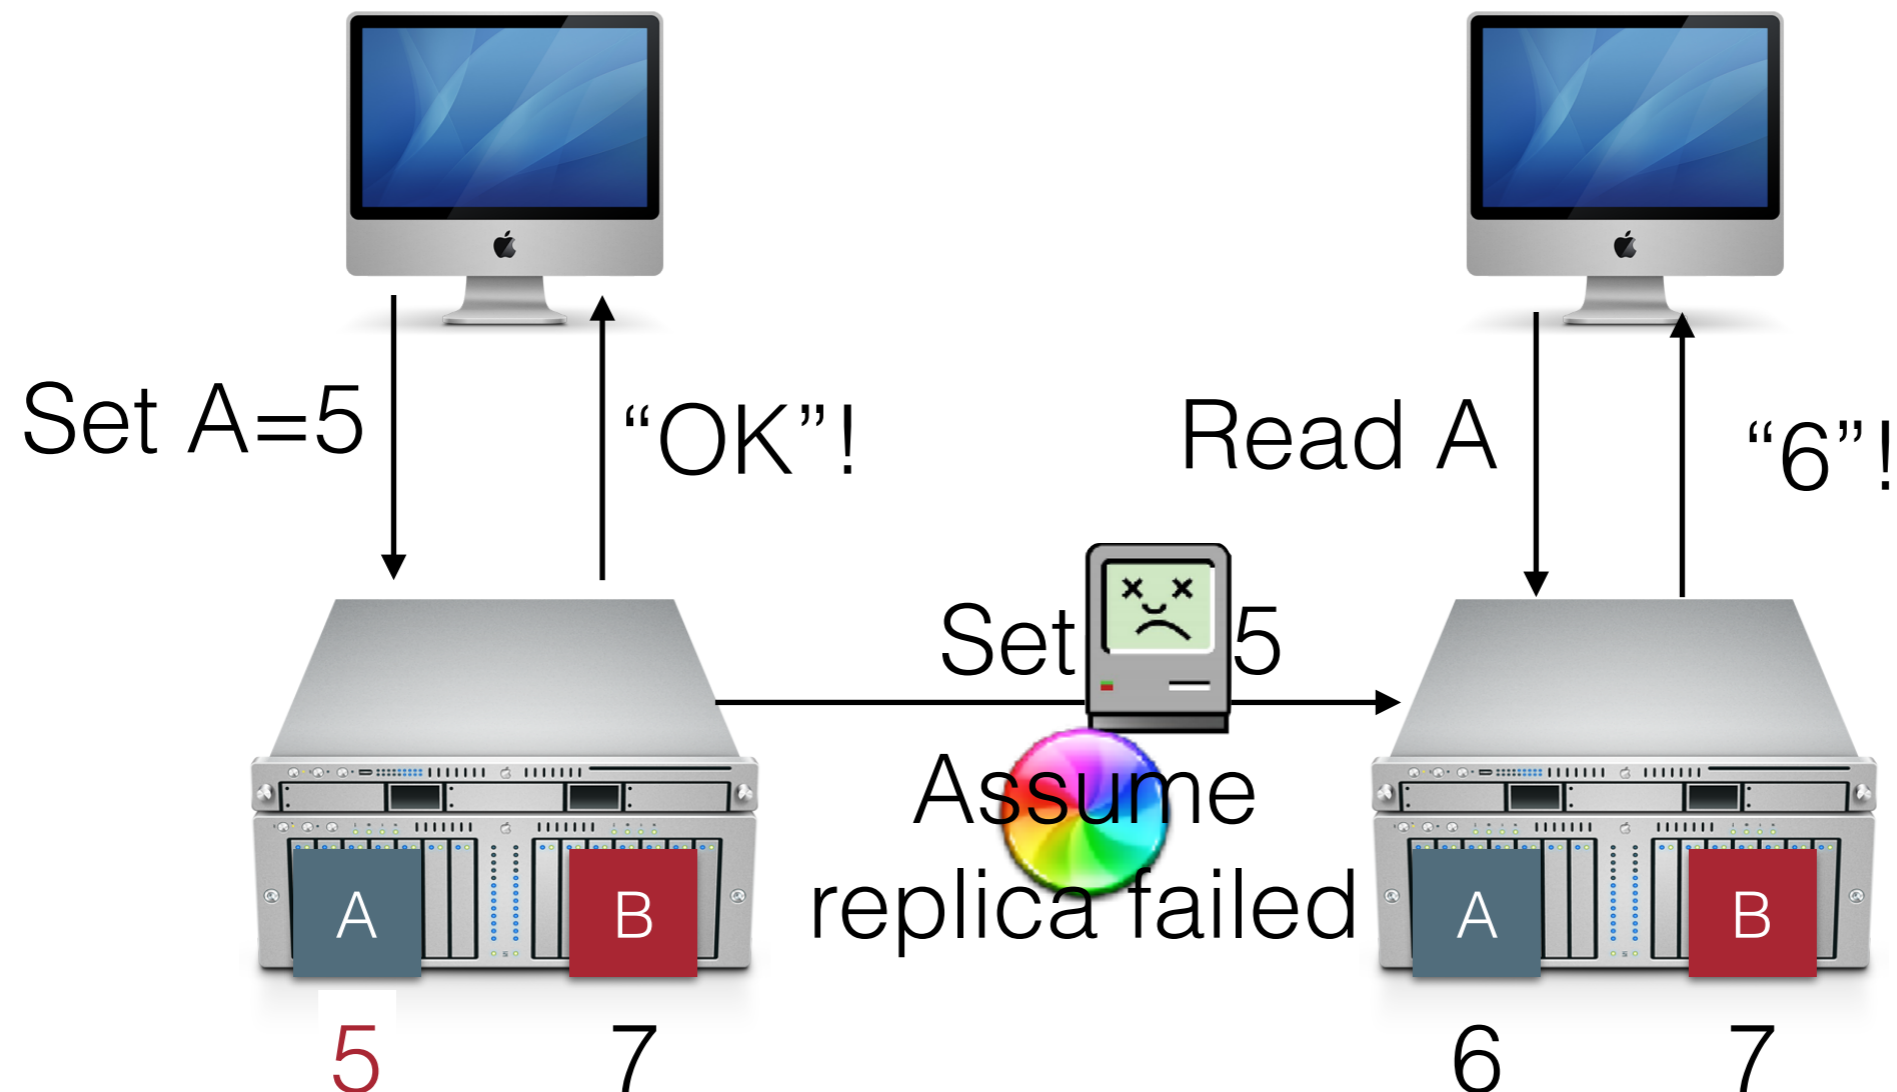 Set A=5
“OK”!
Read A
“6”!
Set 5
Assume
replica failed
A
B
A
B
5
7
6
7